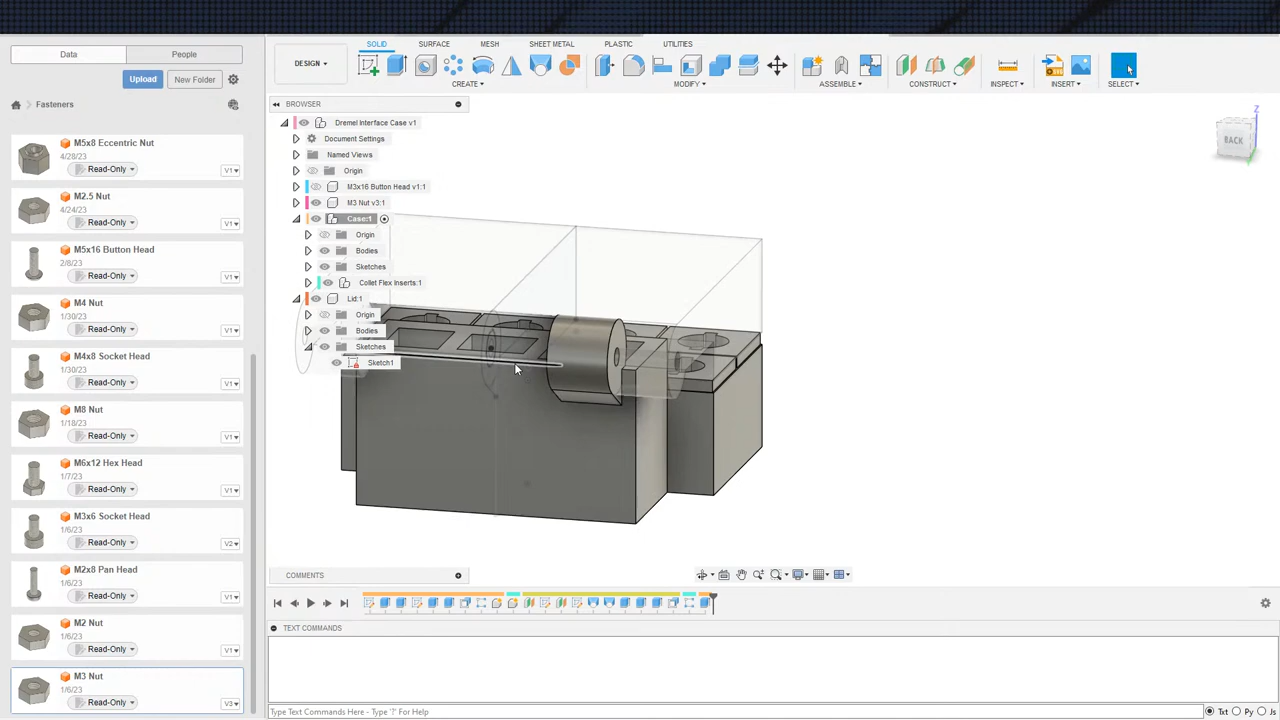 Data
People
Upload
New Folder
Fasteners
M5x8 Eccentric Nut
4/28/23
Read-Only
V1
M2.5 Nut
4/24/23
Read-Only
V1
M5x16 Button Head
2/8/23
Read-Only
V1
M4 Nut
1/30/23
Read-Only
V1
M4x8 Socket Head
1/30/23
Read-Only
V1
M8 Nut
1/18/23
Read-Only
V1
M6x12 Hex Head
1/7/23
Read-Only
V1
M3x6 Socket Head
1/6/23
Read-Only
V2
M2x8 Pan Head
1/6/23
Read-Only
V1
M2 Nut
1/6/23
Read-Only
V1
M3 Nut
1/6/23
Read-Only
V3
DESIGN
SOLID
SURFACE
MESH
SHEET METAL
PLASTIC
UTILITIES
CREATE
MODIFY
ASSEMBLE
CONSTRUCT
INSPECT
INSERT
SELECT
BROWSER
Dremel Interface Case v1
Document Settings
Named Views
Origin
M3x16 Button Head v1:1
M3 Nut v3:1
Case:1
Origin
Bodies
Sketches
Collet Flex Inserts:1
Lid:1
Origin
Bodies
Sketches
Sketch1
Z
BACK
COMMENTS
TEXT COMMANDS
Type Text Commands Here - Type '?' For Help
Txt
Py
Js